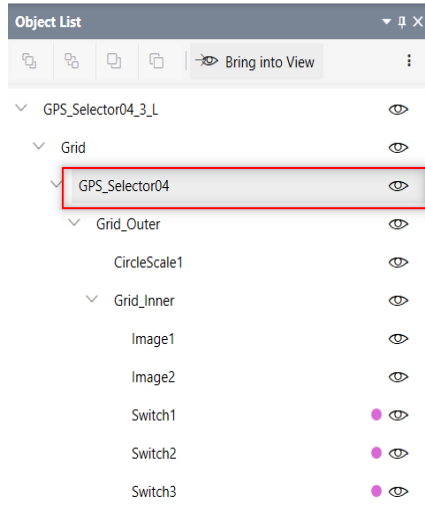 Object List
Bring into View
GPS_Selector04_3_L
Grid
GPS_Selector04
Grid_Outer
CircleScale1
Grid_Inner
Image1
Image2
Switch1
Switch2
Switch3